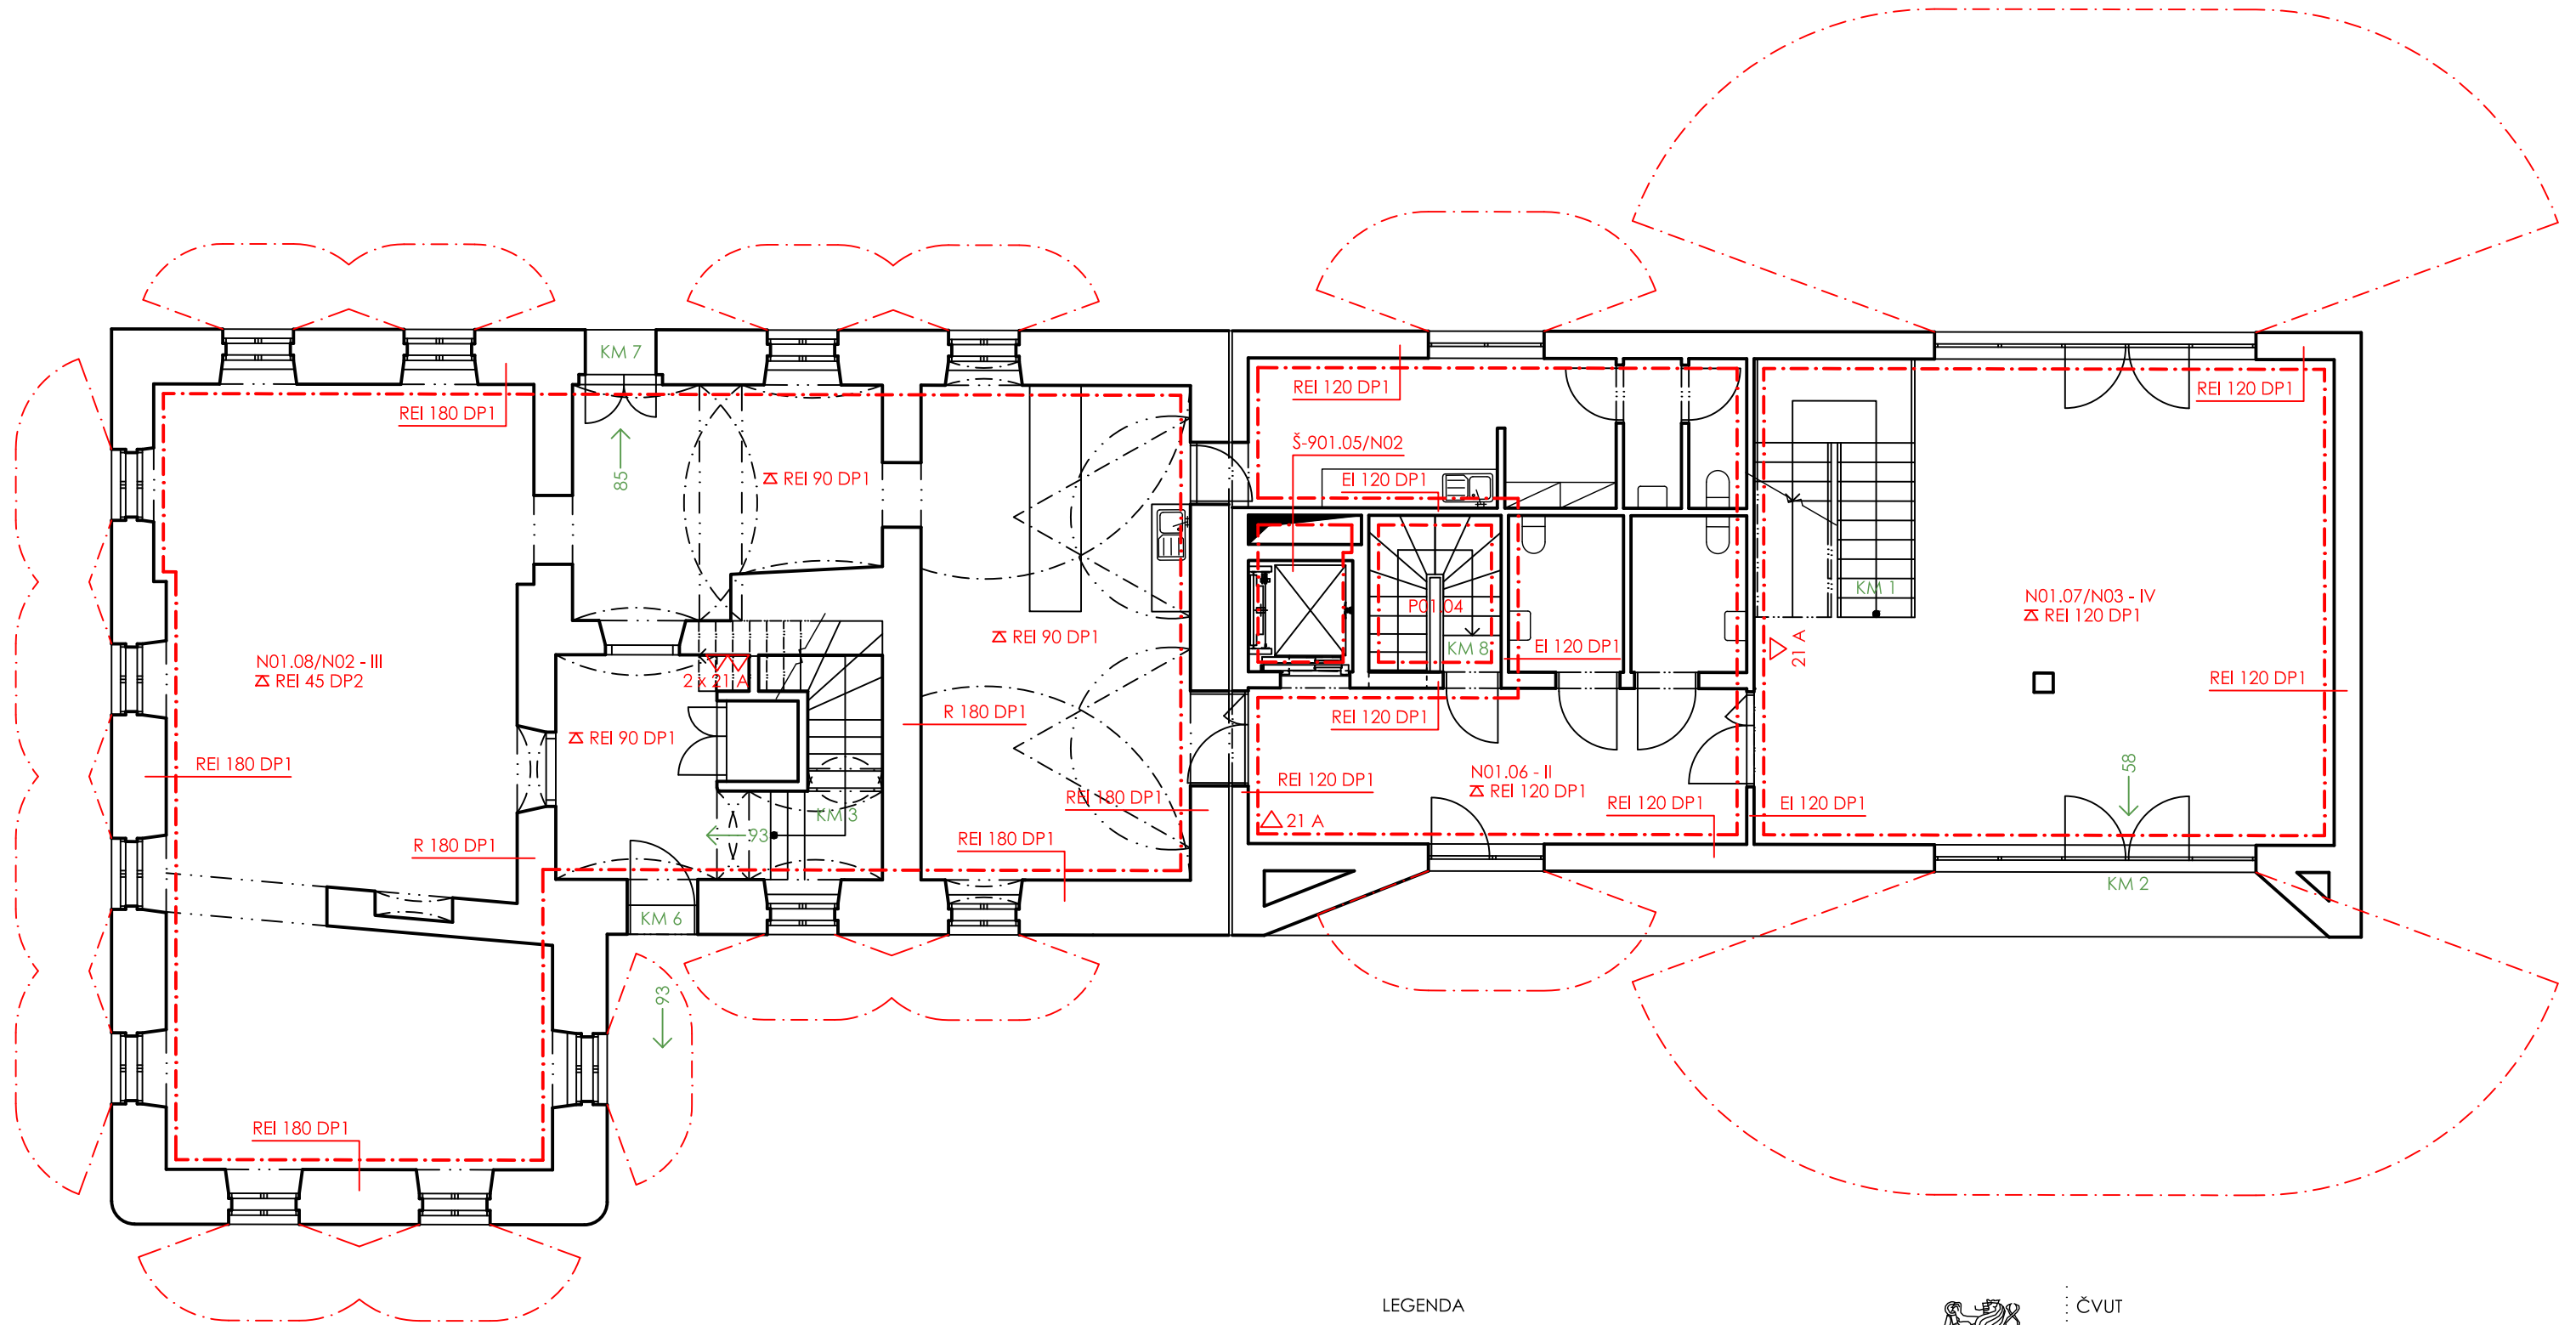 KM 7
REI 180 DP1
85
REI 90 DP1
REI 120 DP1
Š-901.05/N02
EI 120 DP1
REI 120 DP1
N01.08/N02 - III
REI 45 DP2
2 x 21 A
REI 90 DP1
P01.04
KM 8
EI 120 DP1
KM 1
21 A
N01.07/N03 - IV
REI 120 DP1
REI 120 DP1
REI 180 DP1
REI 90 DP1
R 180 DP1
REI 120 DP1
R 180 DP1
KM 3
93
REI 180 DP1
REI 180 DP1
REI 120 DP1
21 A
N01.06 - II
REI 120 DP1
REI 120 DP1
EI 120 DP1
58
KM 2
KM 6
93
REI 180 DP1
LEGENDA
ČVUT